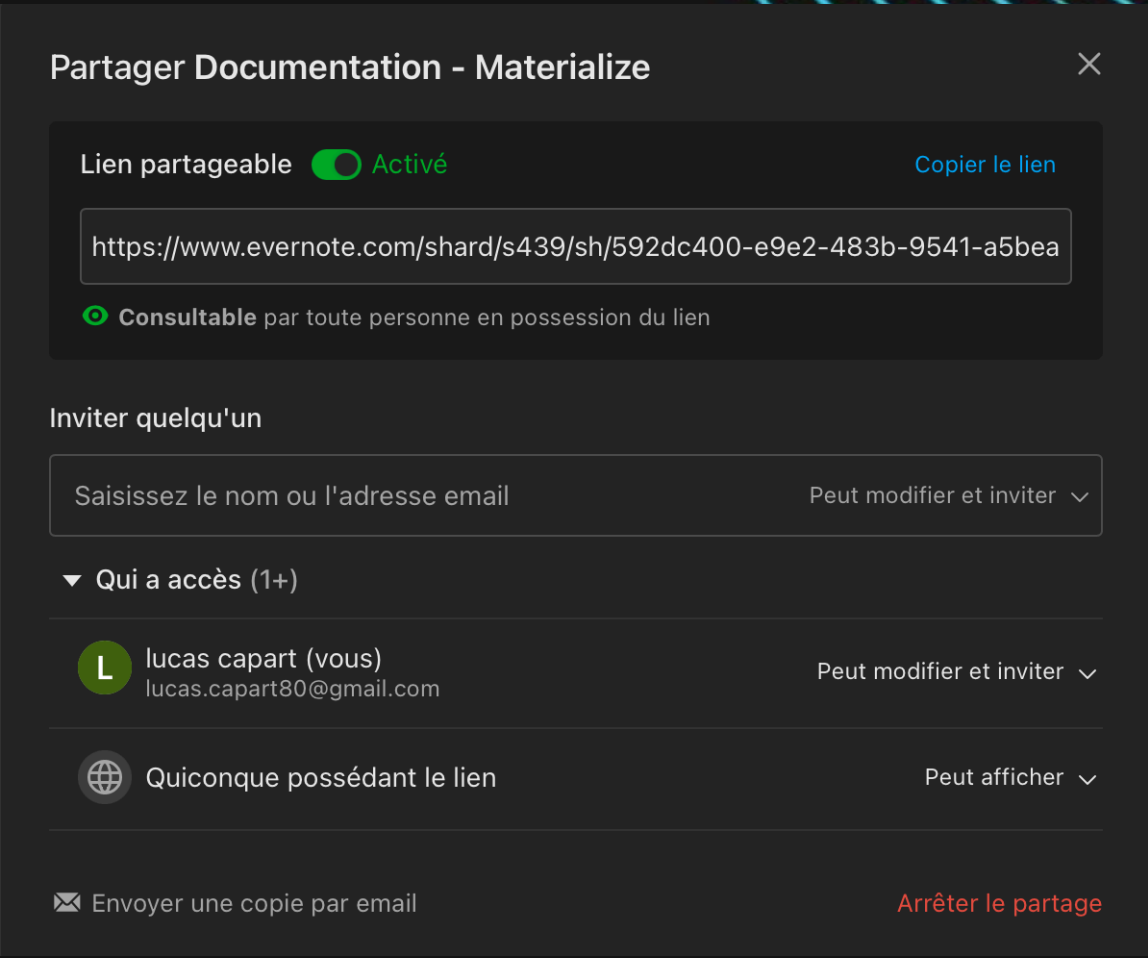 Partager Documentation - Materialize
Lien partageable Activé Copier le lien
https://www.evernote.com/shard/s439/sh/592dc400-e9e2-483b-9541-a5bea
Consultable par toute personne en possession du lien
Inviter quelqu'un
Saisissez le nom ou l'adresse email Peut modifier et inviter
Qui a accès (1+)
L lucas capart (vous) Peut modifier et inviter
lucas.capart80@gmail.com
Quiconque possédant le lien Peut afficher
Envoyer une copie par email Arrêter le partage